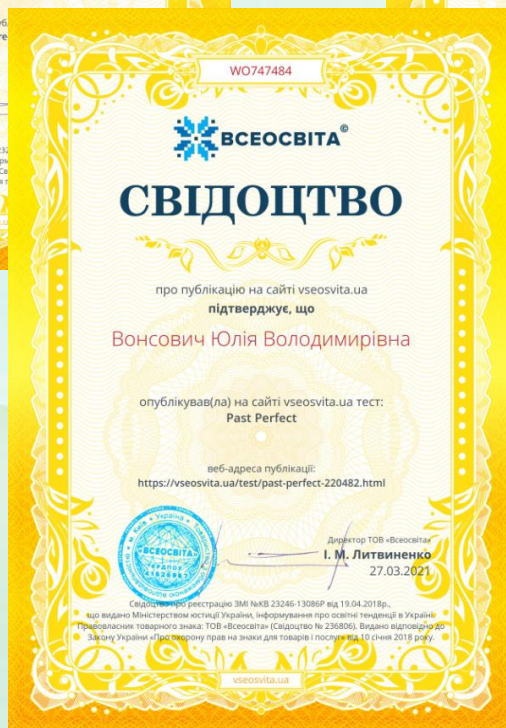 WO747484
ВСЕОСВІТА©
СВІДОЦТВО
про публікацію на сайті vseosvita.ua
підтверджує, що
Вонсович Юлія Володимирівна
опублікував(ла) на сайті vseosvita.ua тест:
Past Perfect
веб-адреса публікації:
https://vseosvita.ua/test/past-perfect-220482.html
Директор ТОВ «Всеосвіта»
І. М. Литвиненко
27.03.2021
«ВСЕОСВІТА»
Свідоцтво про реєстрацію ЗМІ №КВ 23246-13086Р від 19.04.2018р.,
що видано Міністерством юстиції України, інформування про освітні тенденції в Україні.
Правовласник товарного знака: ТОВ «Всеосвіта» (Свідоцтво № 236806). Видано відповідно до
Закону України «Про охорону прав на знаки для товарів і послуг» від 10 січня 2018 року.
vseosvita.ua